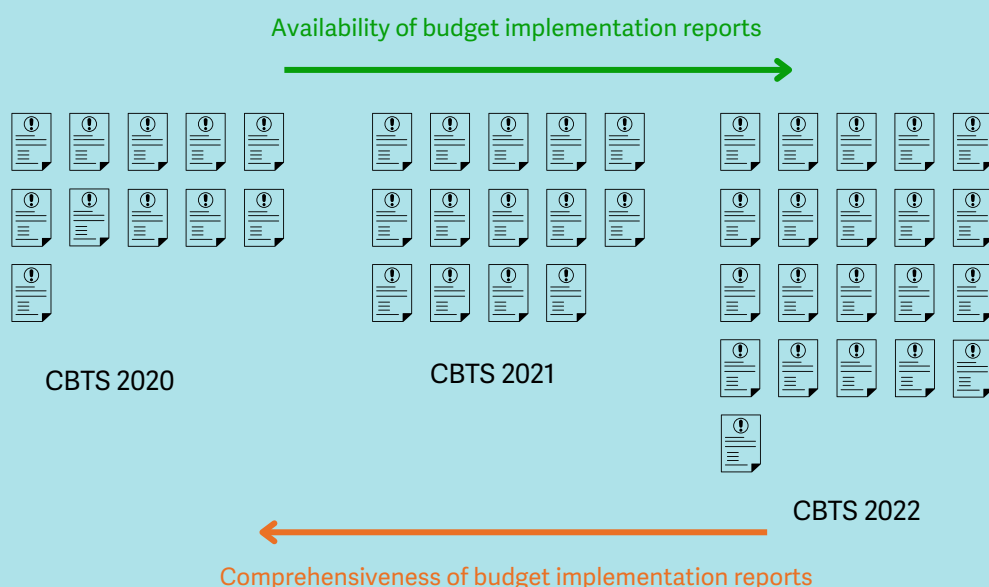 Availability of budget implementation reports
CBTS 2020
CBTS 2021
CBTS 2022
Comprehensiveness of budget implementation reports